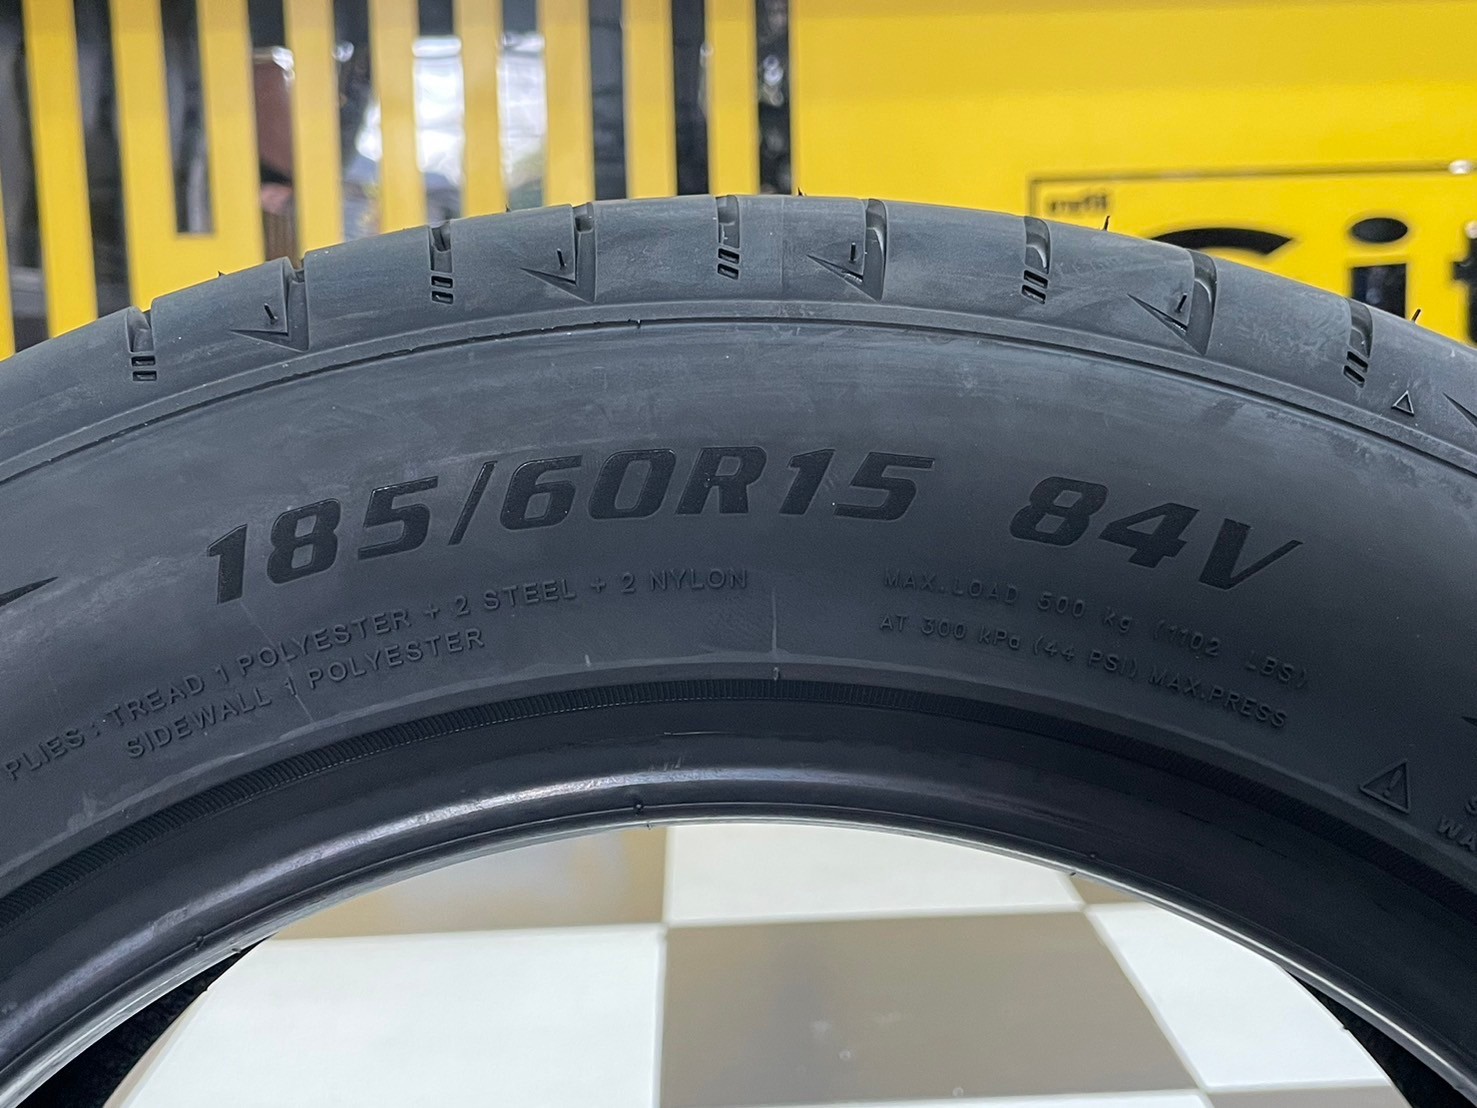 185/60R15 84V
PLIES : TREAD 1 POLYESTER + 2 STEEL + 2 NYLON
SIDEWALL 1 POLYESTER
MAX. LOAD 500 kg (1102 LBS)
AT 300 kPa (44 PSI) MAX.PRESS